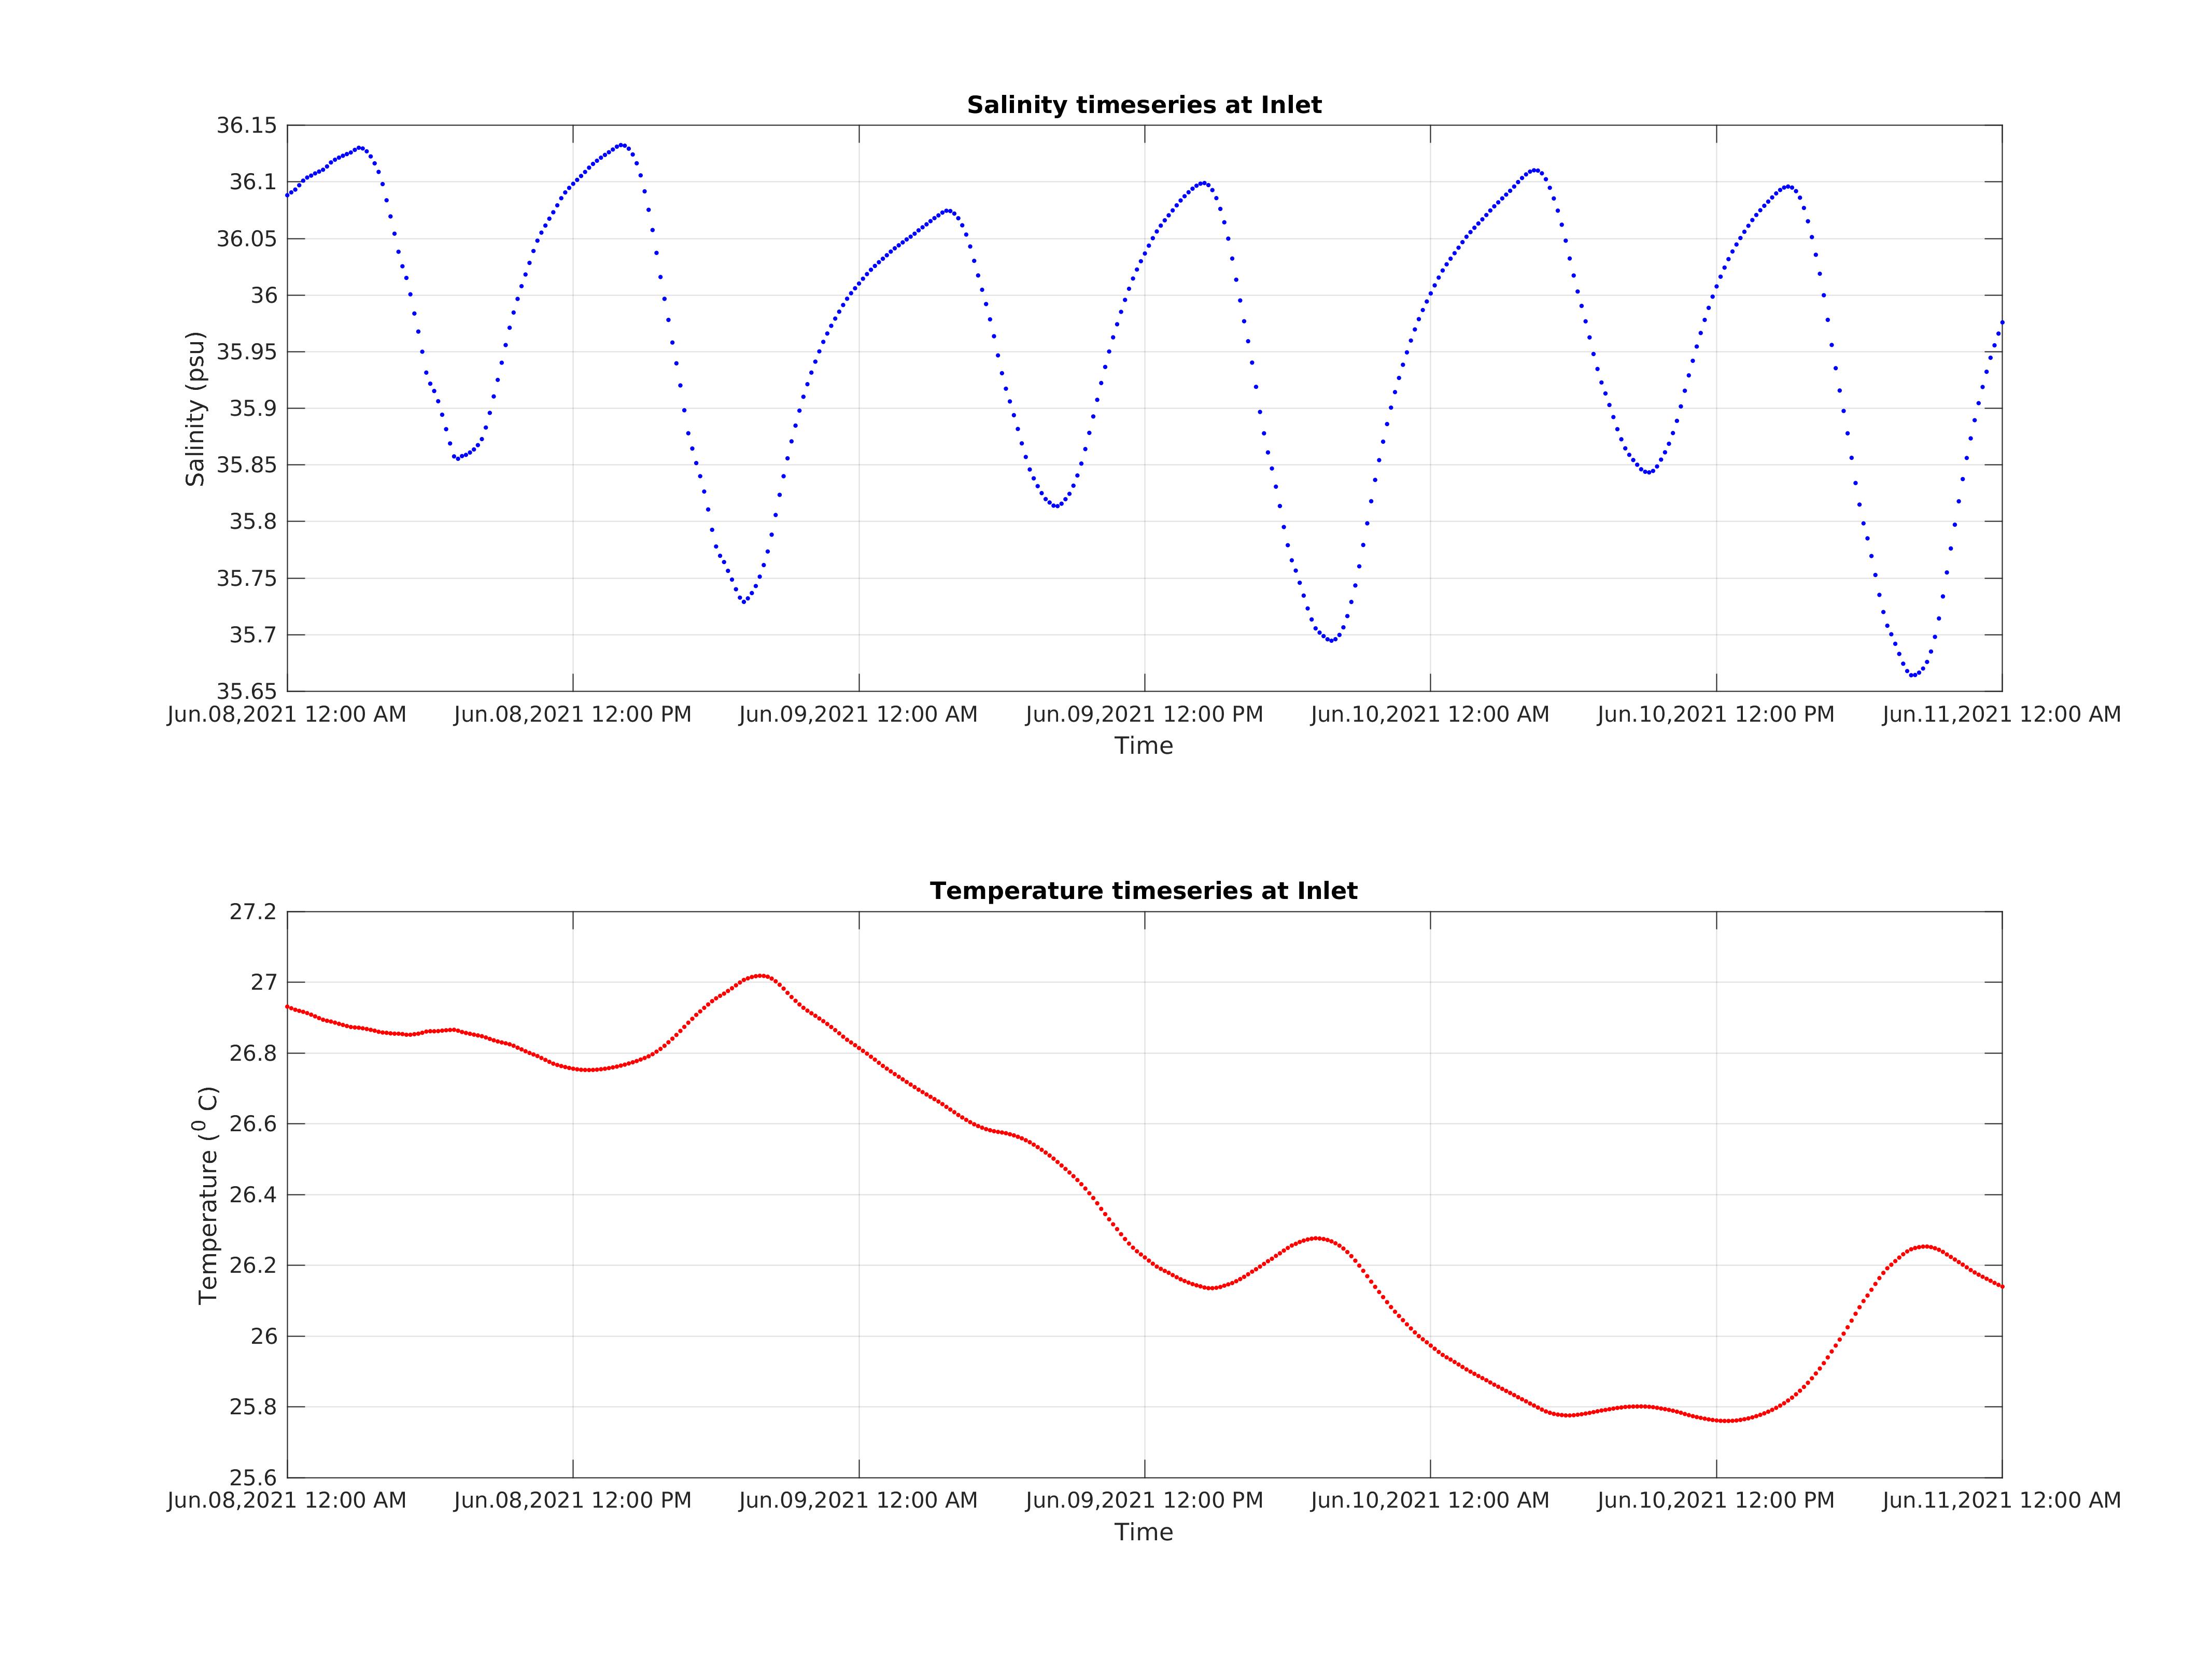 Salinity timeseries at Inlet
36.15
36.1
36.05
36
35.95
35.9
35.85
35.8
35.75
35.7
35.65
Salinity (psu)
Jun.08,2021 12:00 AM Jun.08,2021 12:00 PM Jun.09,2021 12:00 AM Jun.09,2021 12:00 PM Jun.10,2021 12:00 AM Jun.10,2021 12:00 PM Jun.11,2021 12:00 AM
Time
Temperature timeseries at Inlet
27.2
27
26.8
26.6
26.4
26.2
26
25.8
25.6
Temperature (⁰ C)
Jun.08,2021 12:00 AM Jun.08,2021 12:00 PM Jun.09,2021 12:00 AM Jun.09,2021 12:00 PM Jun.10,2021 12:00 AM Jun.10,2021 12:00 PM Jun.11,2021 12:00 AM
Time